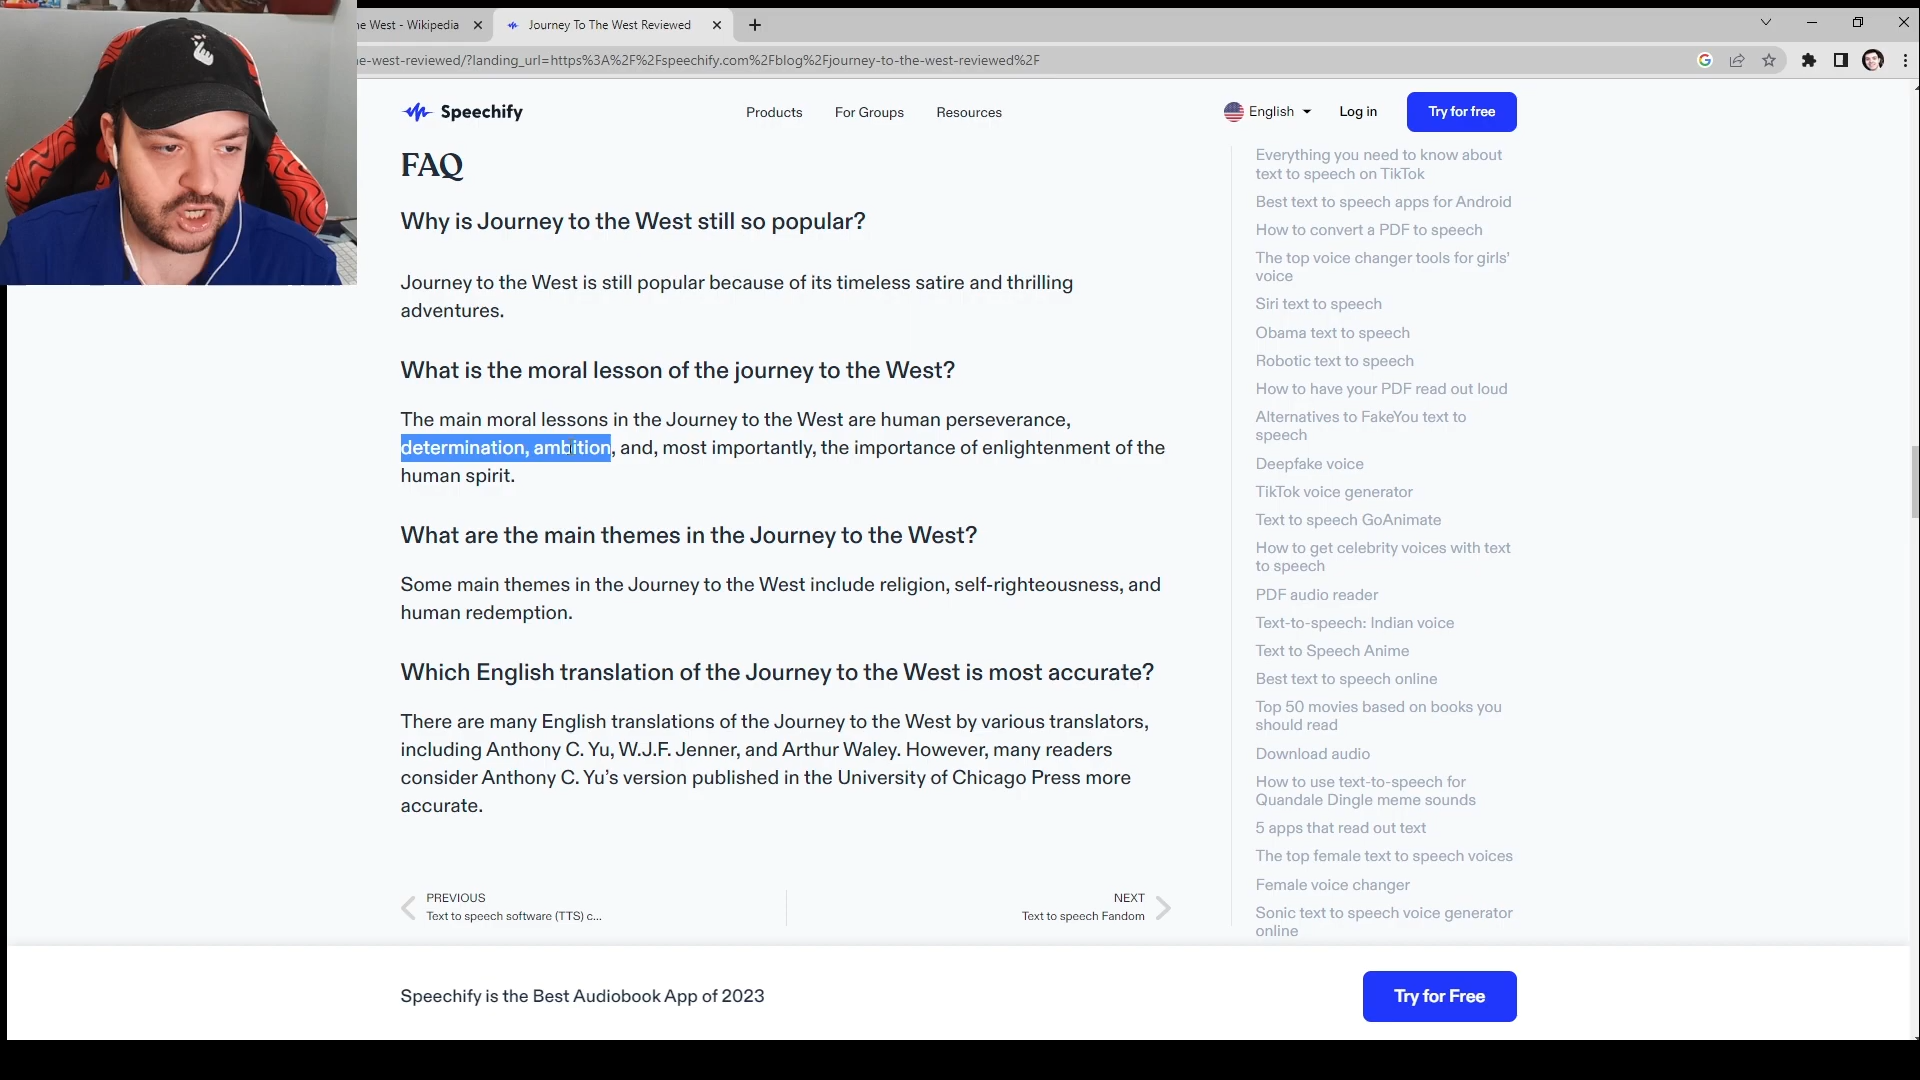 e West - Wikipedia
Journey To The West Reviewed
e-west-reviewed/?landing_url=https%3A%2F%2Fspeechify.com%2Fblog%2Fjourney-to-the-west-reviewed%2F
Speechify
Products
For Groups
Resources
English
Log in
Try for free
FAQ
Why is Journey to the West still so popular?
Journey to the West is still popular because of its timeless satire and thrilling
adventures.
What is the moral lesson of the journey to the West?
The main moral lessons in the Journey to the West are human perseverance,
determination, ambition, and, most importantly, the importance of enlightenment of the
human spirit.
What are the main themes in the Journey to the West?
Some main themes in the Journey to the West include religion, self-righteousness, and
human redemption.
Which English translation of the Journey to the West is most accurate?
There are many English translations of the Journey to the West by various translators,
including Anthony C. Yu, W.J.F. Jenner, and Arthur Waley. However, many readers
consider Anthony C. Yu’s version published in the University of Chicago Press more
accurate.
PREVIOUS
Text to speech software (TTS) c...
NEXT
Text to speech Fandom
Everything you need to know about
text to speech on TikTok
Best text to speech apps for Android
How to convert a PDF to speech
The top voice changer tools for girls’
voice
Siri text to speech
Obama text to speech
Robotic text to speech
How to have your PDF read out loud
Alternatives to FakeYou text to
speech
Deepfake voice
TikTok voice generator
Text to speech GoAnimate
How to get celebrity voices with text
to speech
PDF audio reader
Text-to-speech: Indian voice
Text to Speech Anime
Best text to speech online
Top 50 movies based on books you
should read
Download audio
How to use text-to-speech for
Quandale Dingle meme sounds
5 apps that read out text
The top female text to speech voices
Female voice changer
Sonic text to speech voice generator
online
Speechify is the Best Audiobook App of 2023
Try for Free